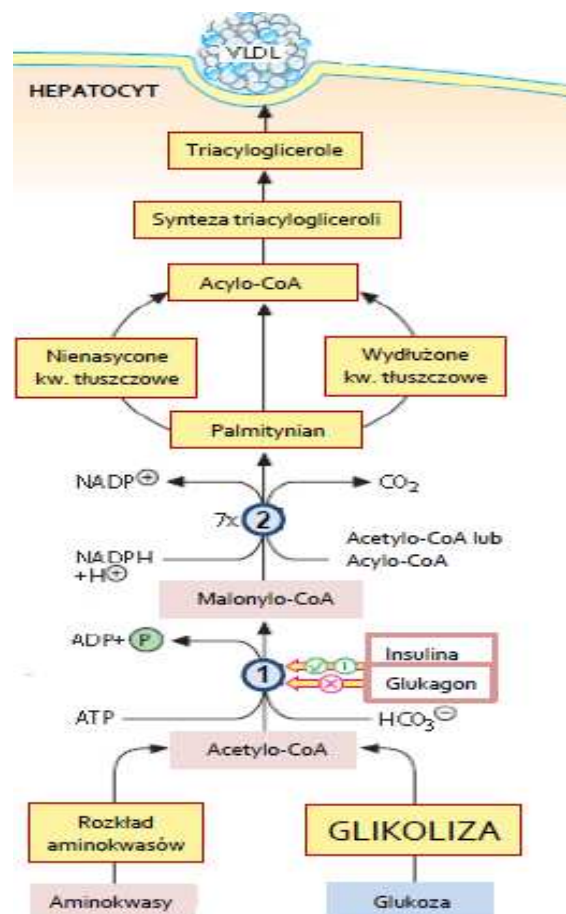 VLDL
HEPATOCYT
Triacyloglicerole
Synteza triacylogliceroli
Acylo-CoA
Nienasycone
kw. tłuszczowe
Wydłużone
kw. tłuszczowe
Palmitynian
NADP⊕
CO₂
7x 2
NADPH
+H⊕
Acetylo-CoA lub
Acylo-CoA
Malonylo-CoA
ADP+ P
1
Insulina
Glukagon
ATP
HCO₃⊖
Acetylo-CoA
Rozkład
aminokwasów
GLIKOLIZA
Aminokwasy
Glukoza